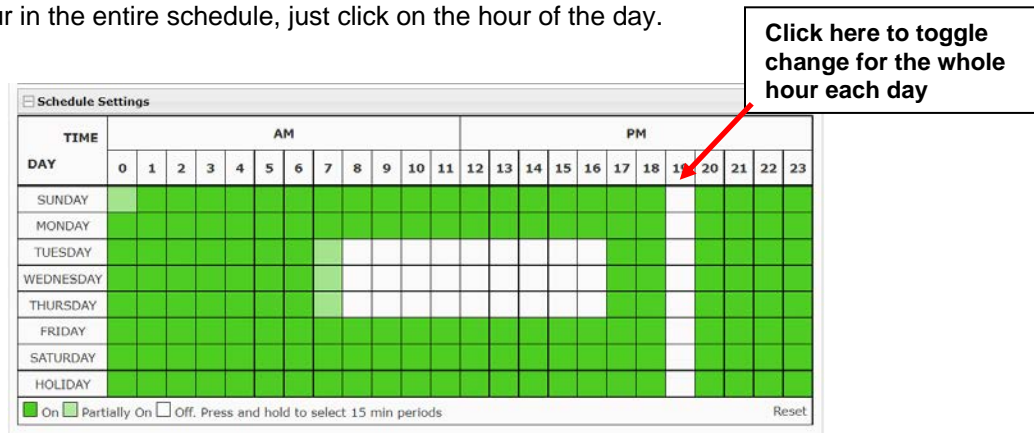 ur in the entire schedule, just click on the hour of the day.
Click here to toggle
change for the whole
hour each day
Schedule Settings
TIME AM PM
DAY 0 1 2 3 4 5 6 7 8 9 10 11 12 13 14 15 16 17 18 19 20 21 22 23
SUNDAY
MONDAY
TUESDAY
WEDNESDAY
THURSDAY
FRIDAY
SATURDAY
HOLIDAY
On Partially On Off. Press and hold to select 15 min periods Reset